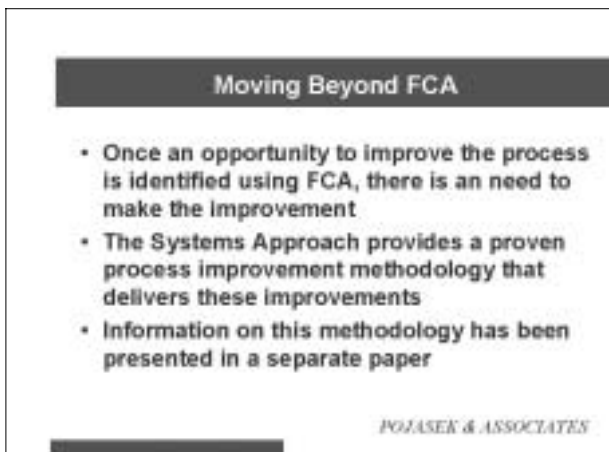 Moving Beyond FCA
• Once an opportunity to improve the process
is identified using FCA, there is an need to
make the improvement
• The Systems Approach provides a proven
process improvement methodology that
delivers these improvements
• Information on this methodology has been
presented in a separate paper
POJASEK & ASSOCIATES